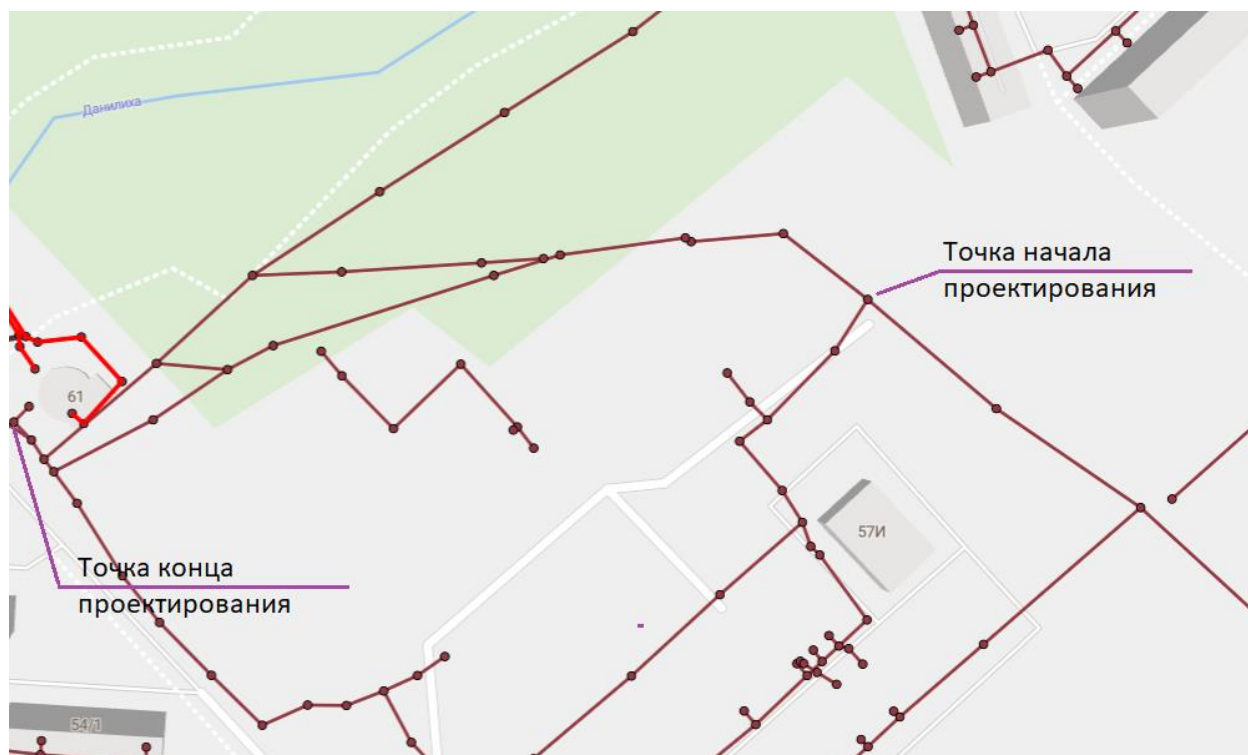 Данилиха
Точка начала
проектирования
61
57И
Точка конца
проектирования
54/1